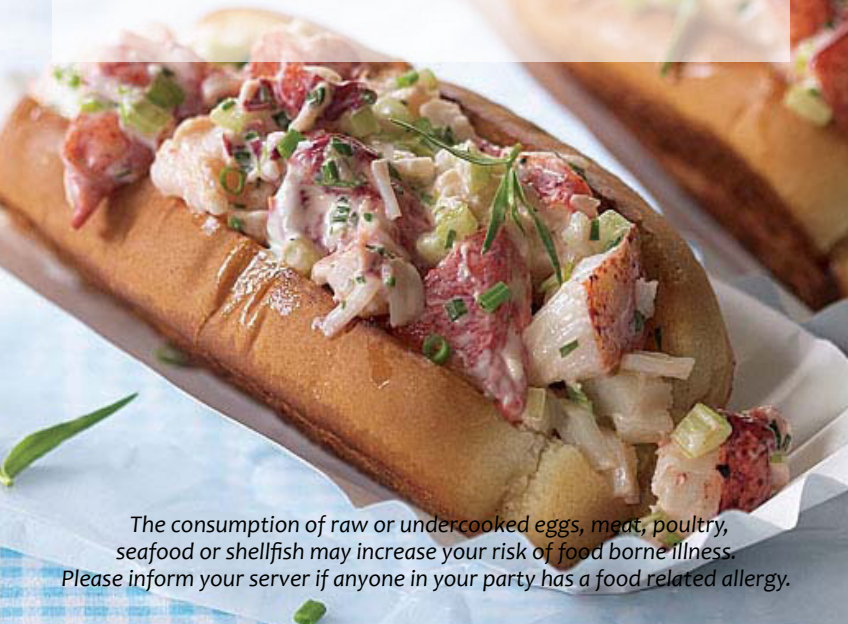 The consumption of raw or undercooked eggs, meat, poultry,
seafood or shellfish may increase your risk of food borne illness.
Please inform your server if anyone in your party has a food related allergy.